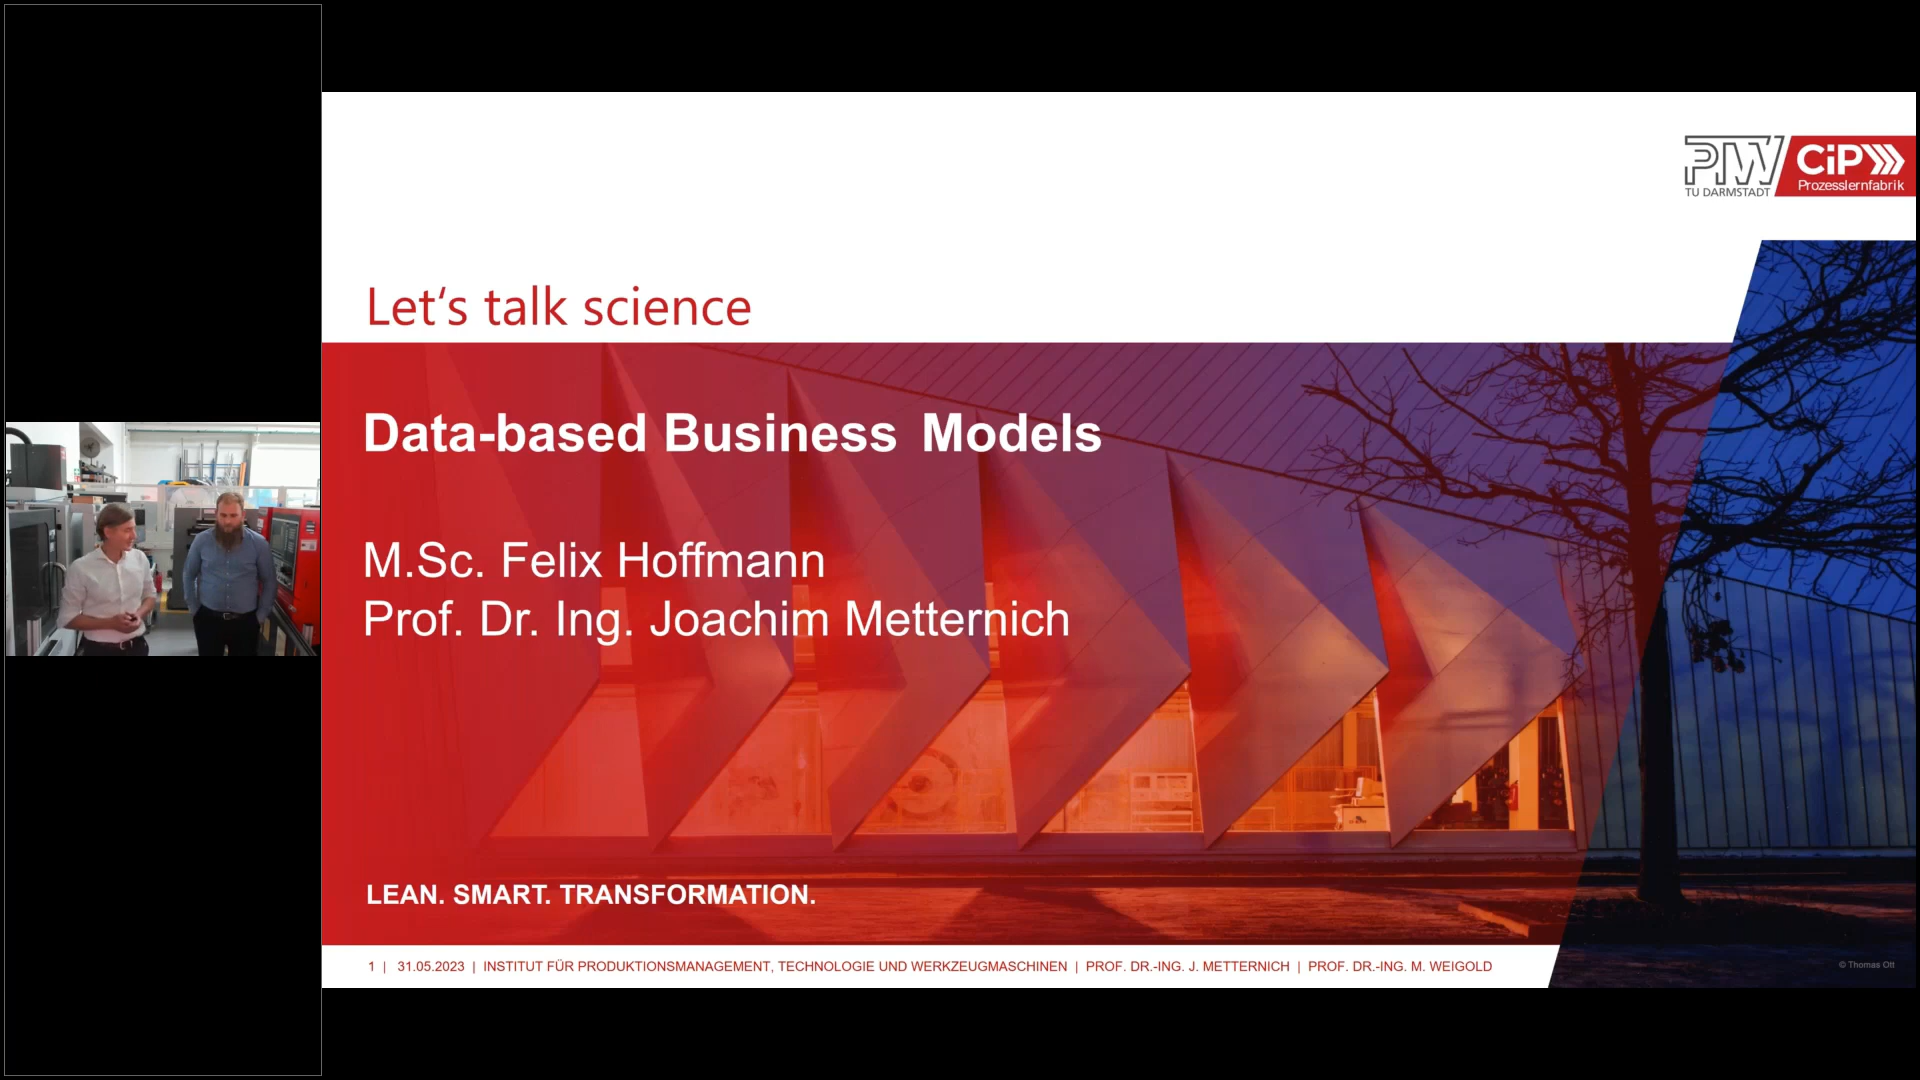 PTW
TU DARMSTADT
CiP
Prozesslernfabrik
Let‘s talk science
Data-based Business Models
M.Sc. Felix Hoffmann
Prof. Dr. Ing. Joachim Metternich
LEAN. SMART. TRANSFORMATION.
1 | 31.05.2023 | INSTITUT FÜR PRODUKTIONSMANAGEMENT, TECHNOLOGIE UND WERKZEUGMASCHINEN | PROF. DR.-ING. J. METTERNICH | PROF. DR.-ING. M. WEIGOLD
© Thomas Ott